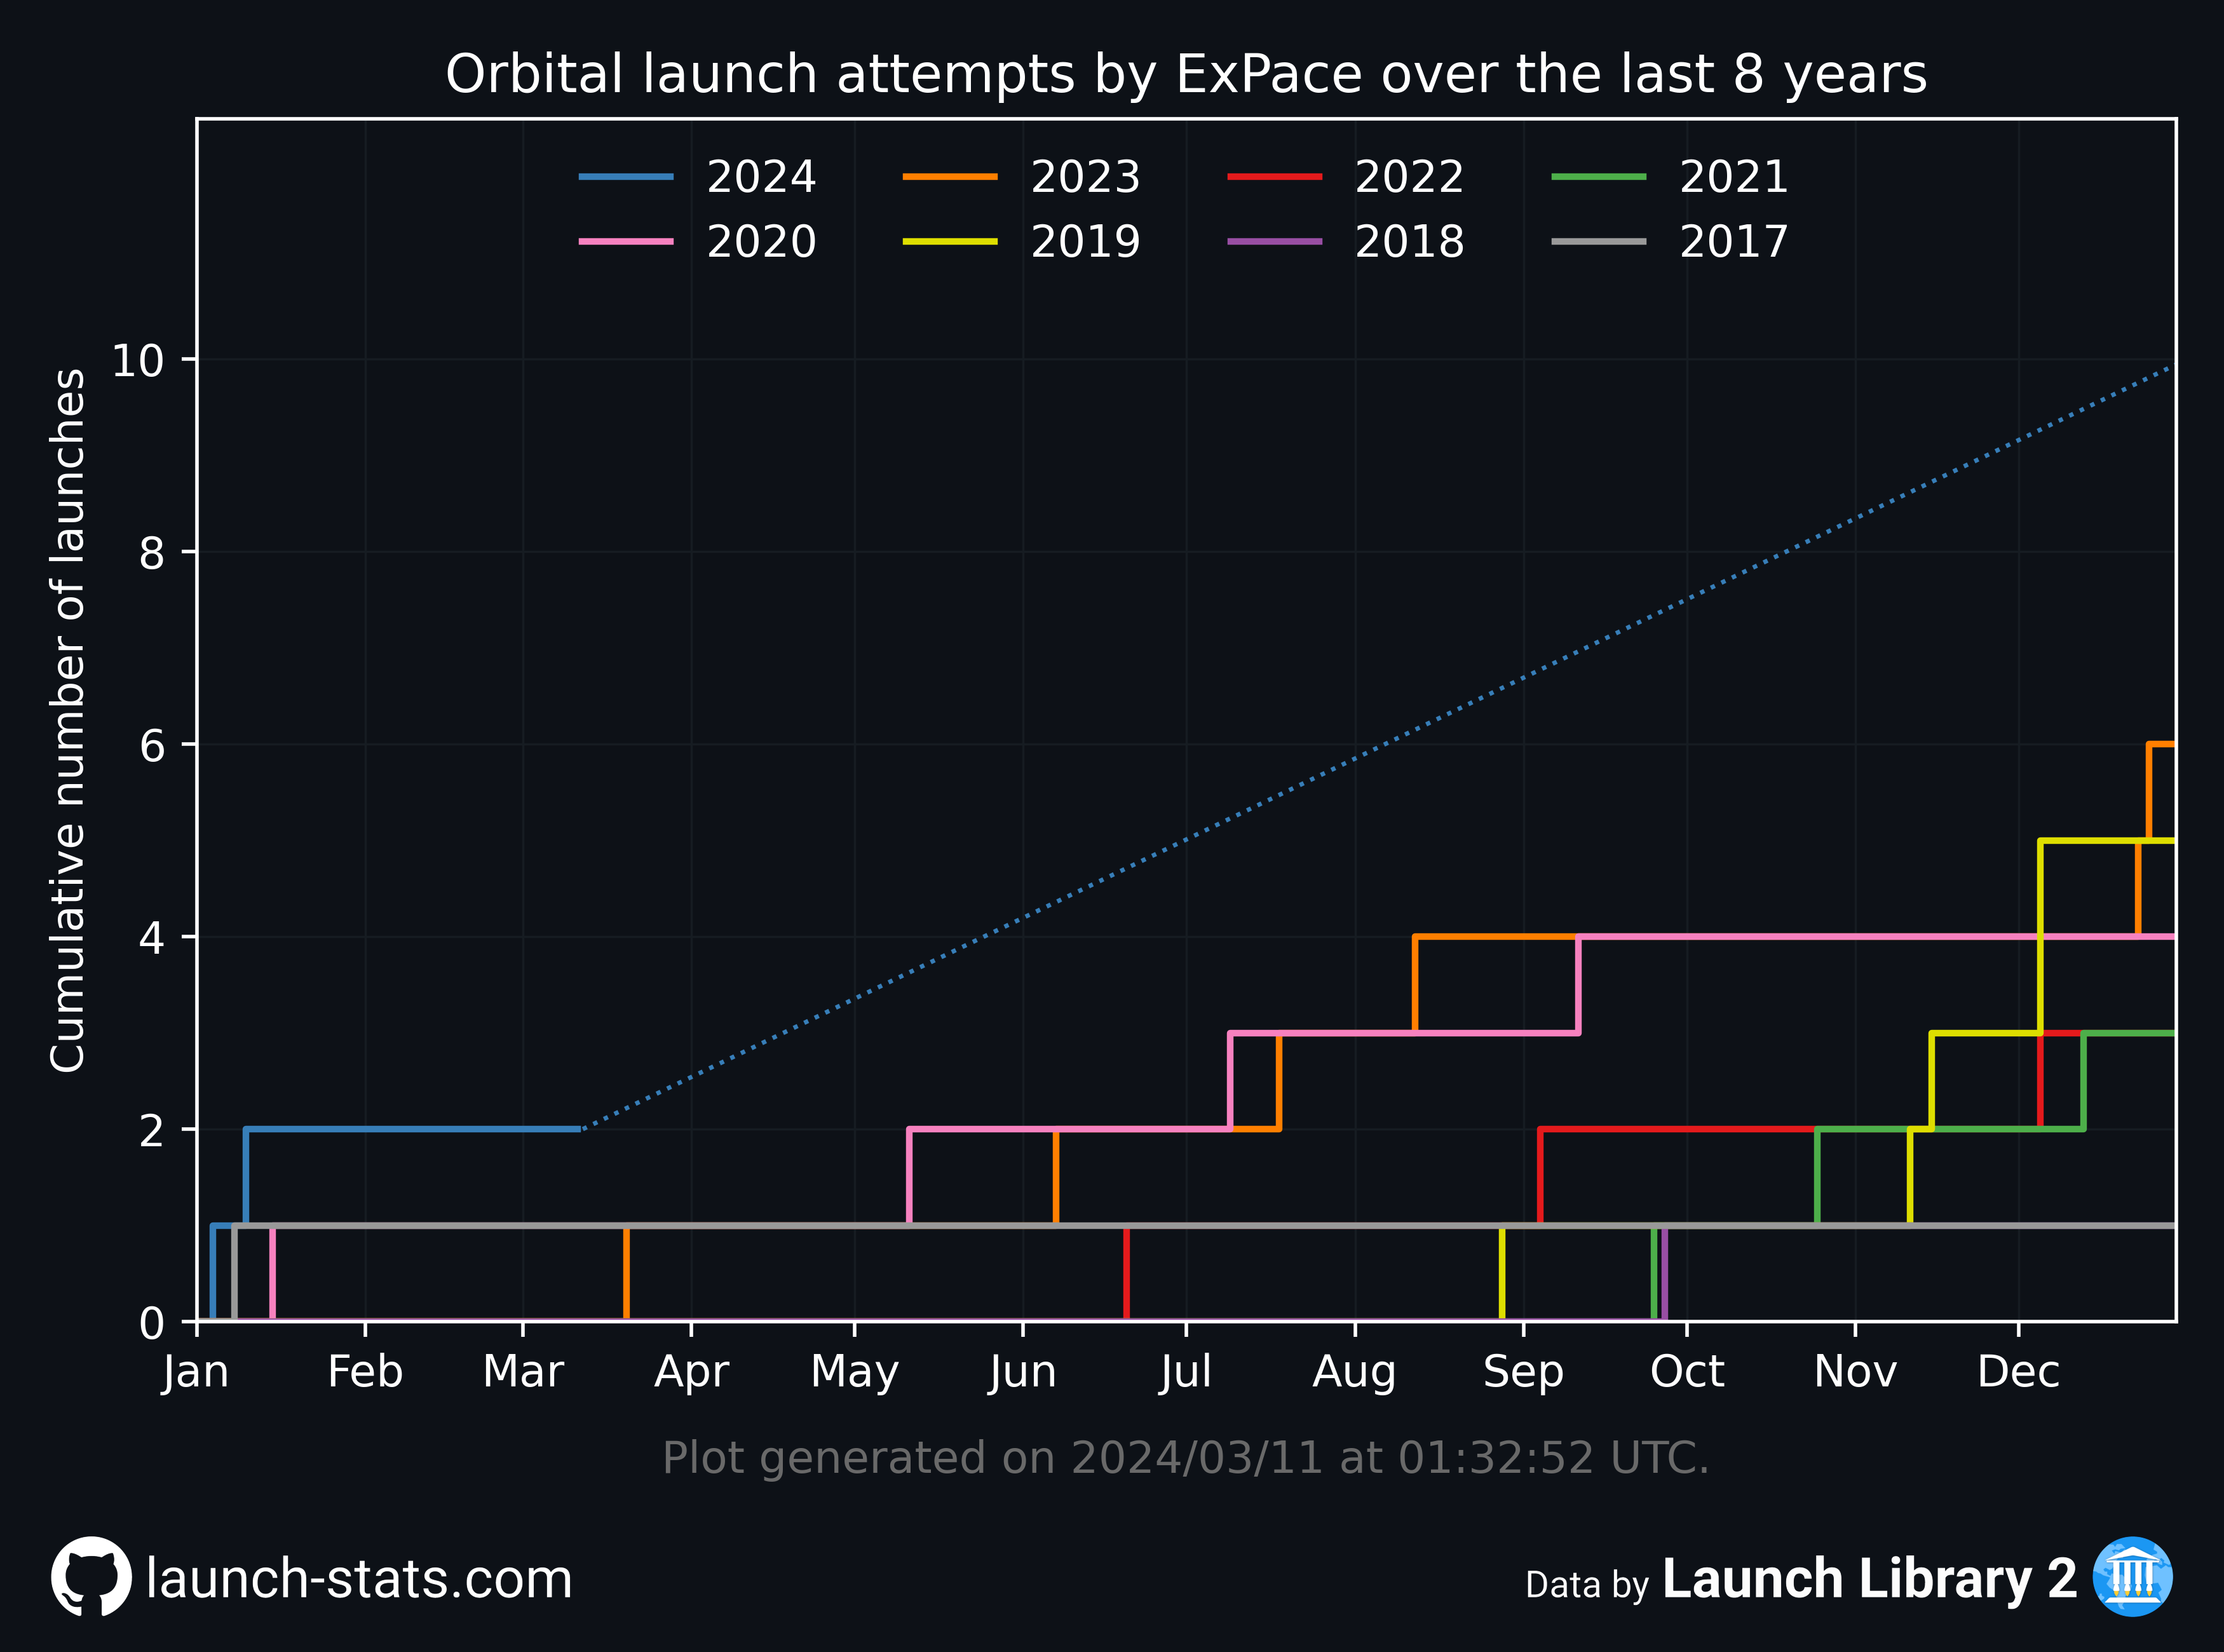 Orbital launch attempts by ExPace over the last 8 years
2024 2023 2022 2021
2020 2019 2018 2017
Cumulative number of launches
10
8
6
4
2
0
Jan Feb Mar Apr May Jun Jul Aug Sep Oct Nov Dec
Plot generated on 2024/03/11 at 01:32:52 UTC.
launch-stats.com
Data by Launch Library 2